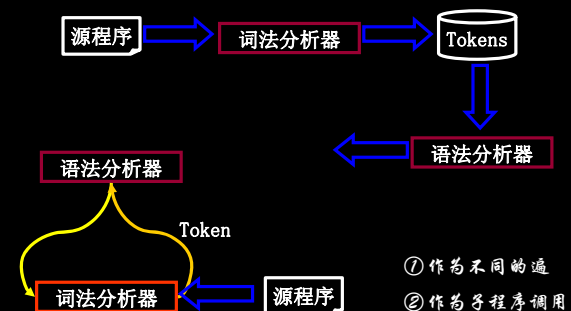 源程序
词法分析器
Tokens
语法分析器
语法分析器
Token
词法分析器
源程序
①作为不同的遍
②作为子程序调用